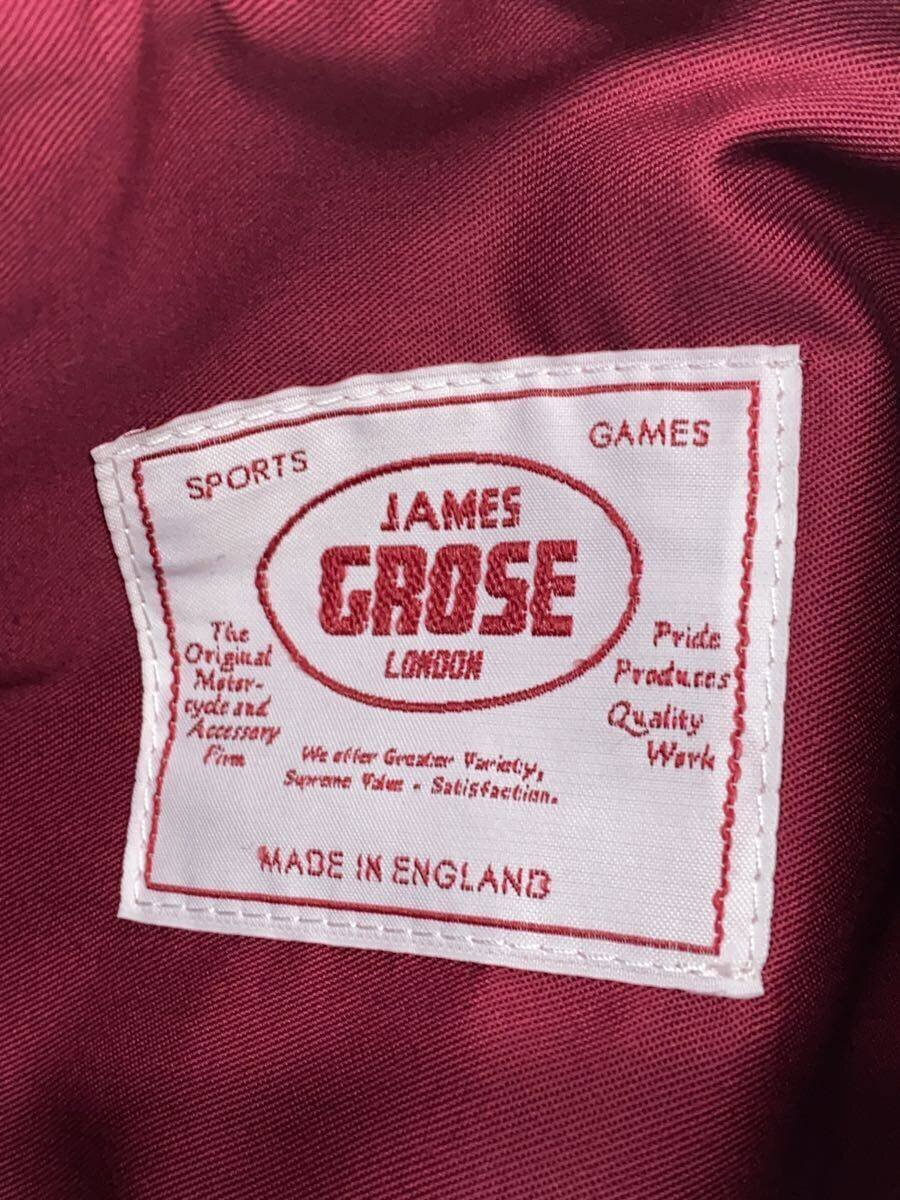 SPORTS
GAMES
JAMES
GROSE
LONDON
The
Original
Motor-
cycle and
Accessory
Firm
Pride
Produces
Quality
Work
We offer Greater Variety,
Supreme Value - Satisfaction.
MADE IN ENGLAND